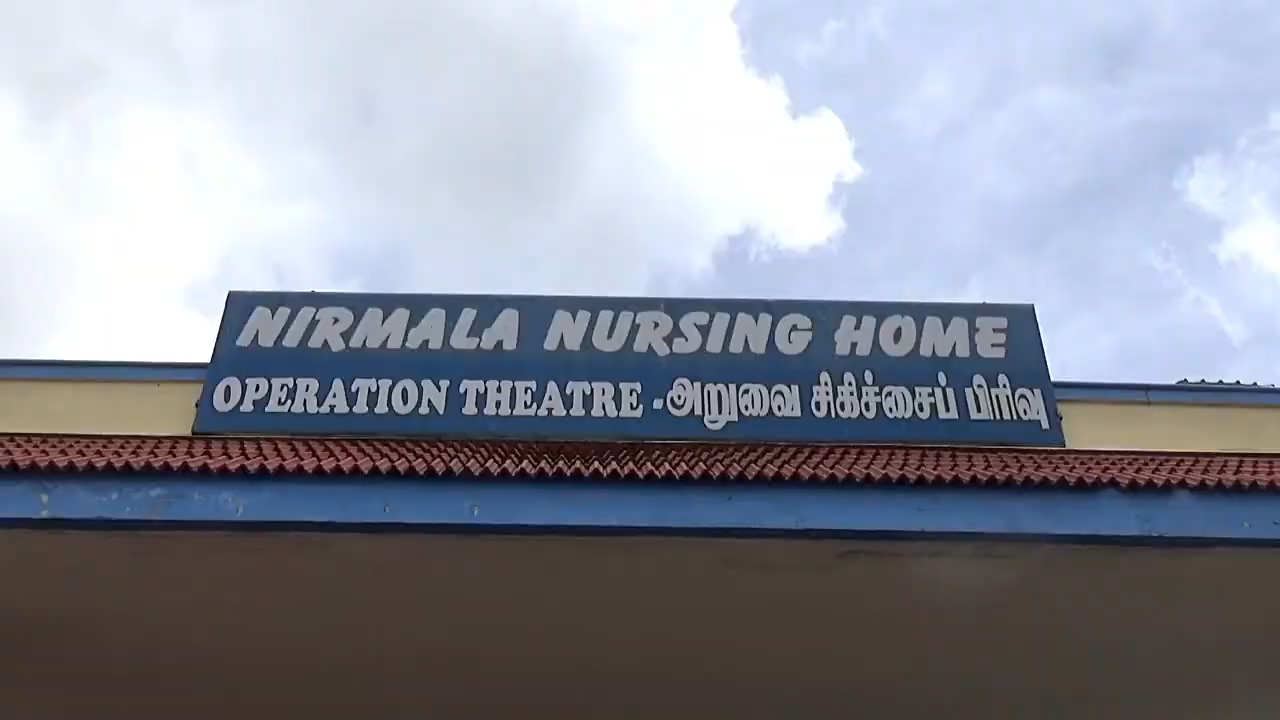 NIRMALA NURSING HOME
OPERATION THEATRE - அறுவை சிகிச்சைப் பிரிவு